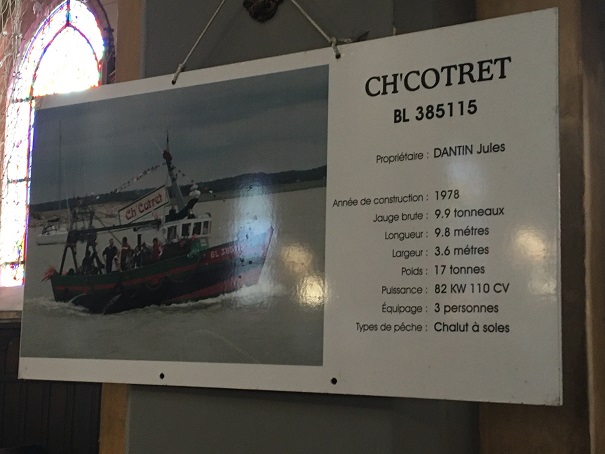 CH'COTRET
BL 385115
Propriétaire : DANTIN Jules
Année de construction : 1978
Jauge brute : 9.9 tonneaux
Longueur : 9.8 métres
Largeur : 3.6 métres
Poids : 17 tonnes
Puissance : 82 KW 110 CV
Équipage : 3 personnes
Types de pêche : Chalut à soles
Ch'Cotret